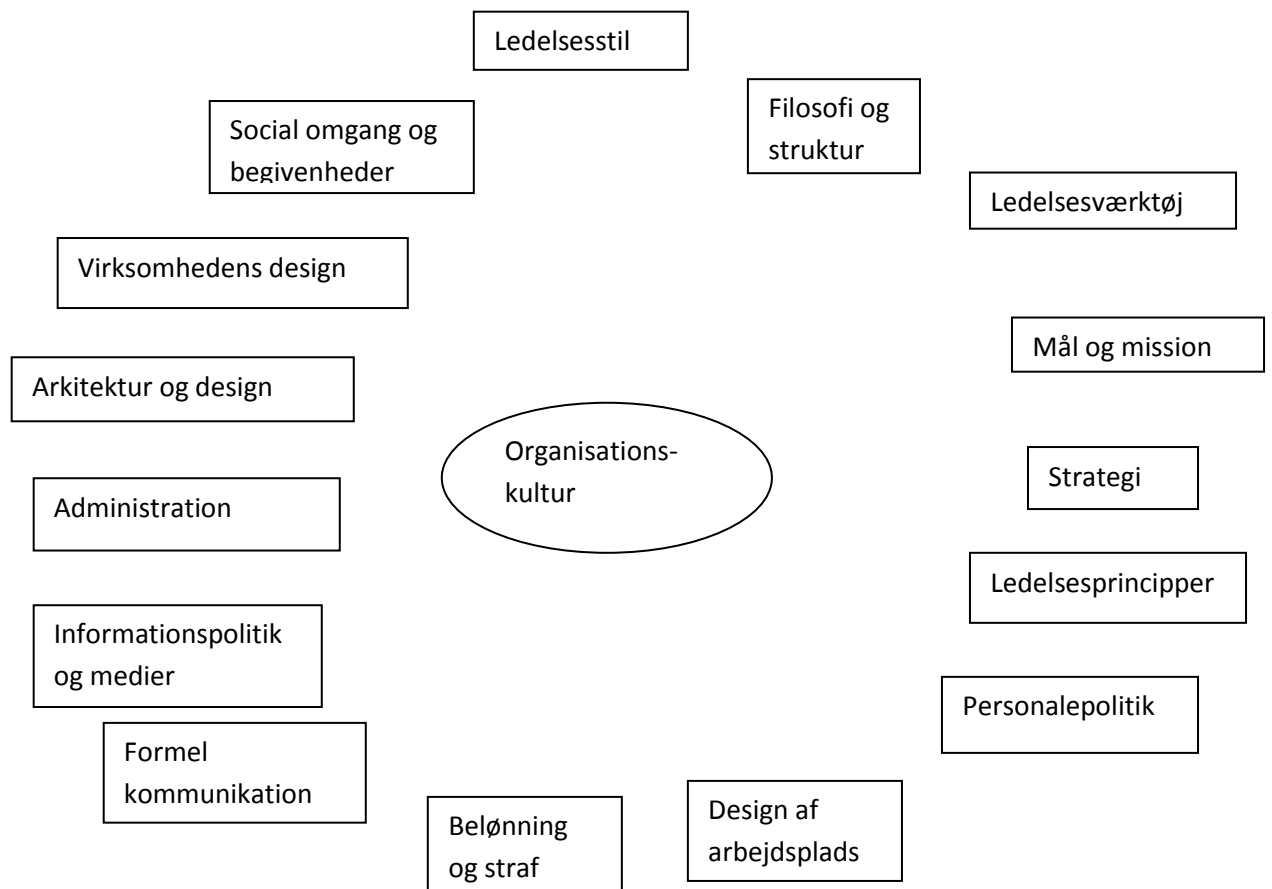 Ledelsesstil
Filosofi og
struktur
Social omgang og
begivenheder
Ledelsesværktøj
Virksomhedens design
Mål og mission
Arkitektur og design
Organisations-
kultur
Strategi
Administration
Ledelsesprincipper
Informationspolitik
og medier
Personalepolitik
Formel
kommunikation
Design af
arbejdsplads
Belønning
og straf